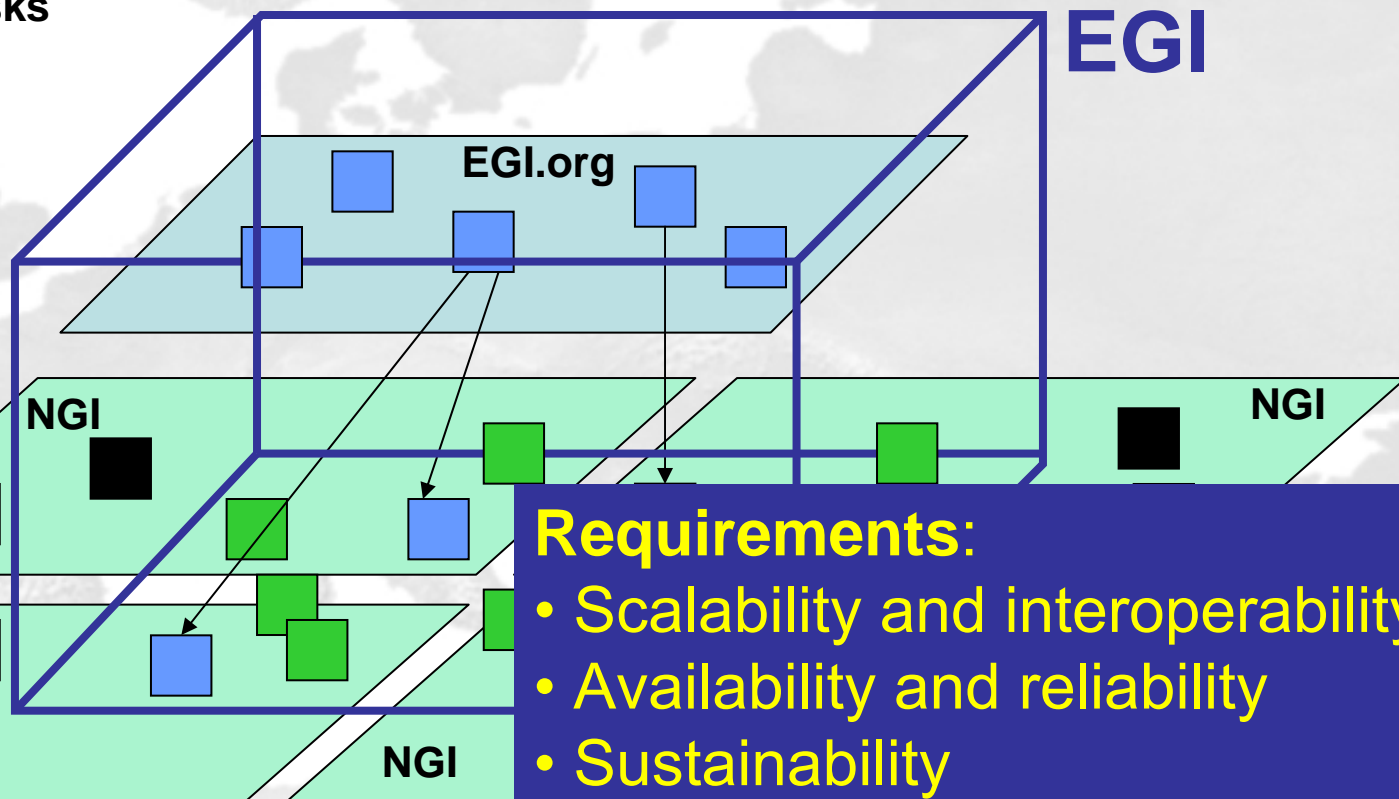 EGI
EGI.org
NGI
NGI
Requirements:
• Scalability and interoperability
• Availability and reliability
• Sustainability
NGI